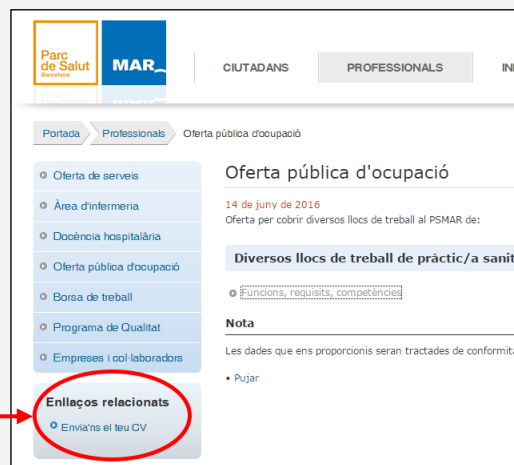 Parc
de Salut
Barcelona
MAR
CIUTADANS
PROFESSIONALS
Portada
Professionals
Oferta pública d'ocupació
Oferta de serveis
Àrea d'infermeria
Docència hospitalària
Oferta pública d'ocupació
Borsa de treball
Programa de Qualitat
Empreses i col·laboradors
Enllaços relacionats
Envia'ns el teu CV
Oferta pública d'ocupació
14 de juny de 2016
Oferta per cobrir diversos llocs de treball al PSMAR de:
Diversos llocs de treball de pràctic/a sanit
Funcions, requisits, competències
Nota
Les dades que ens proporcionis seran tractades de conformita
• Pujar